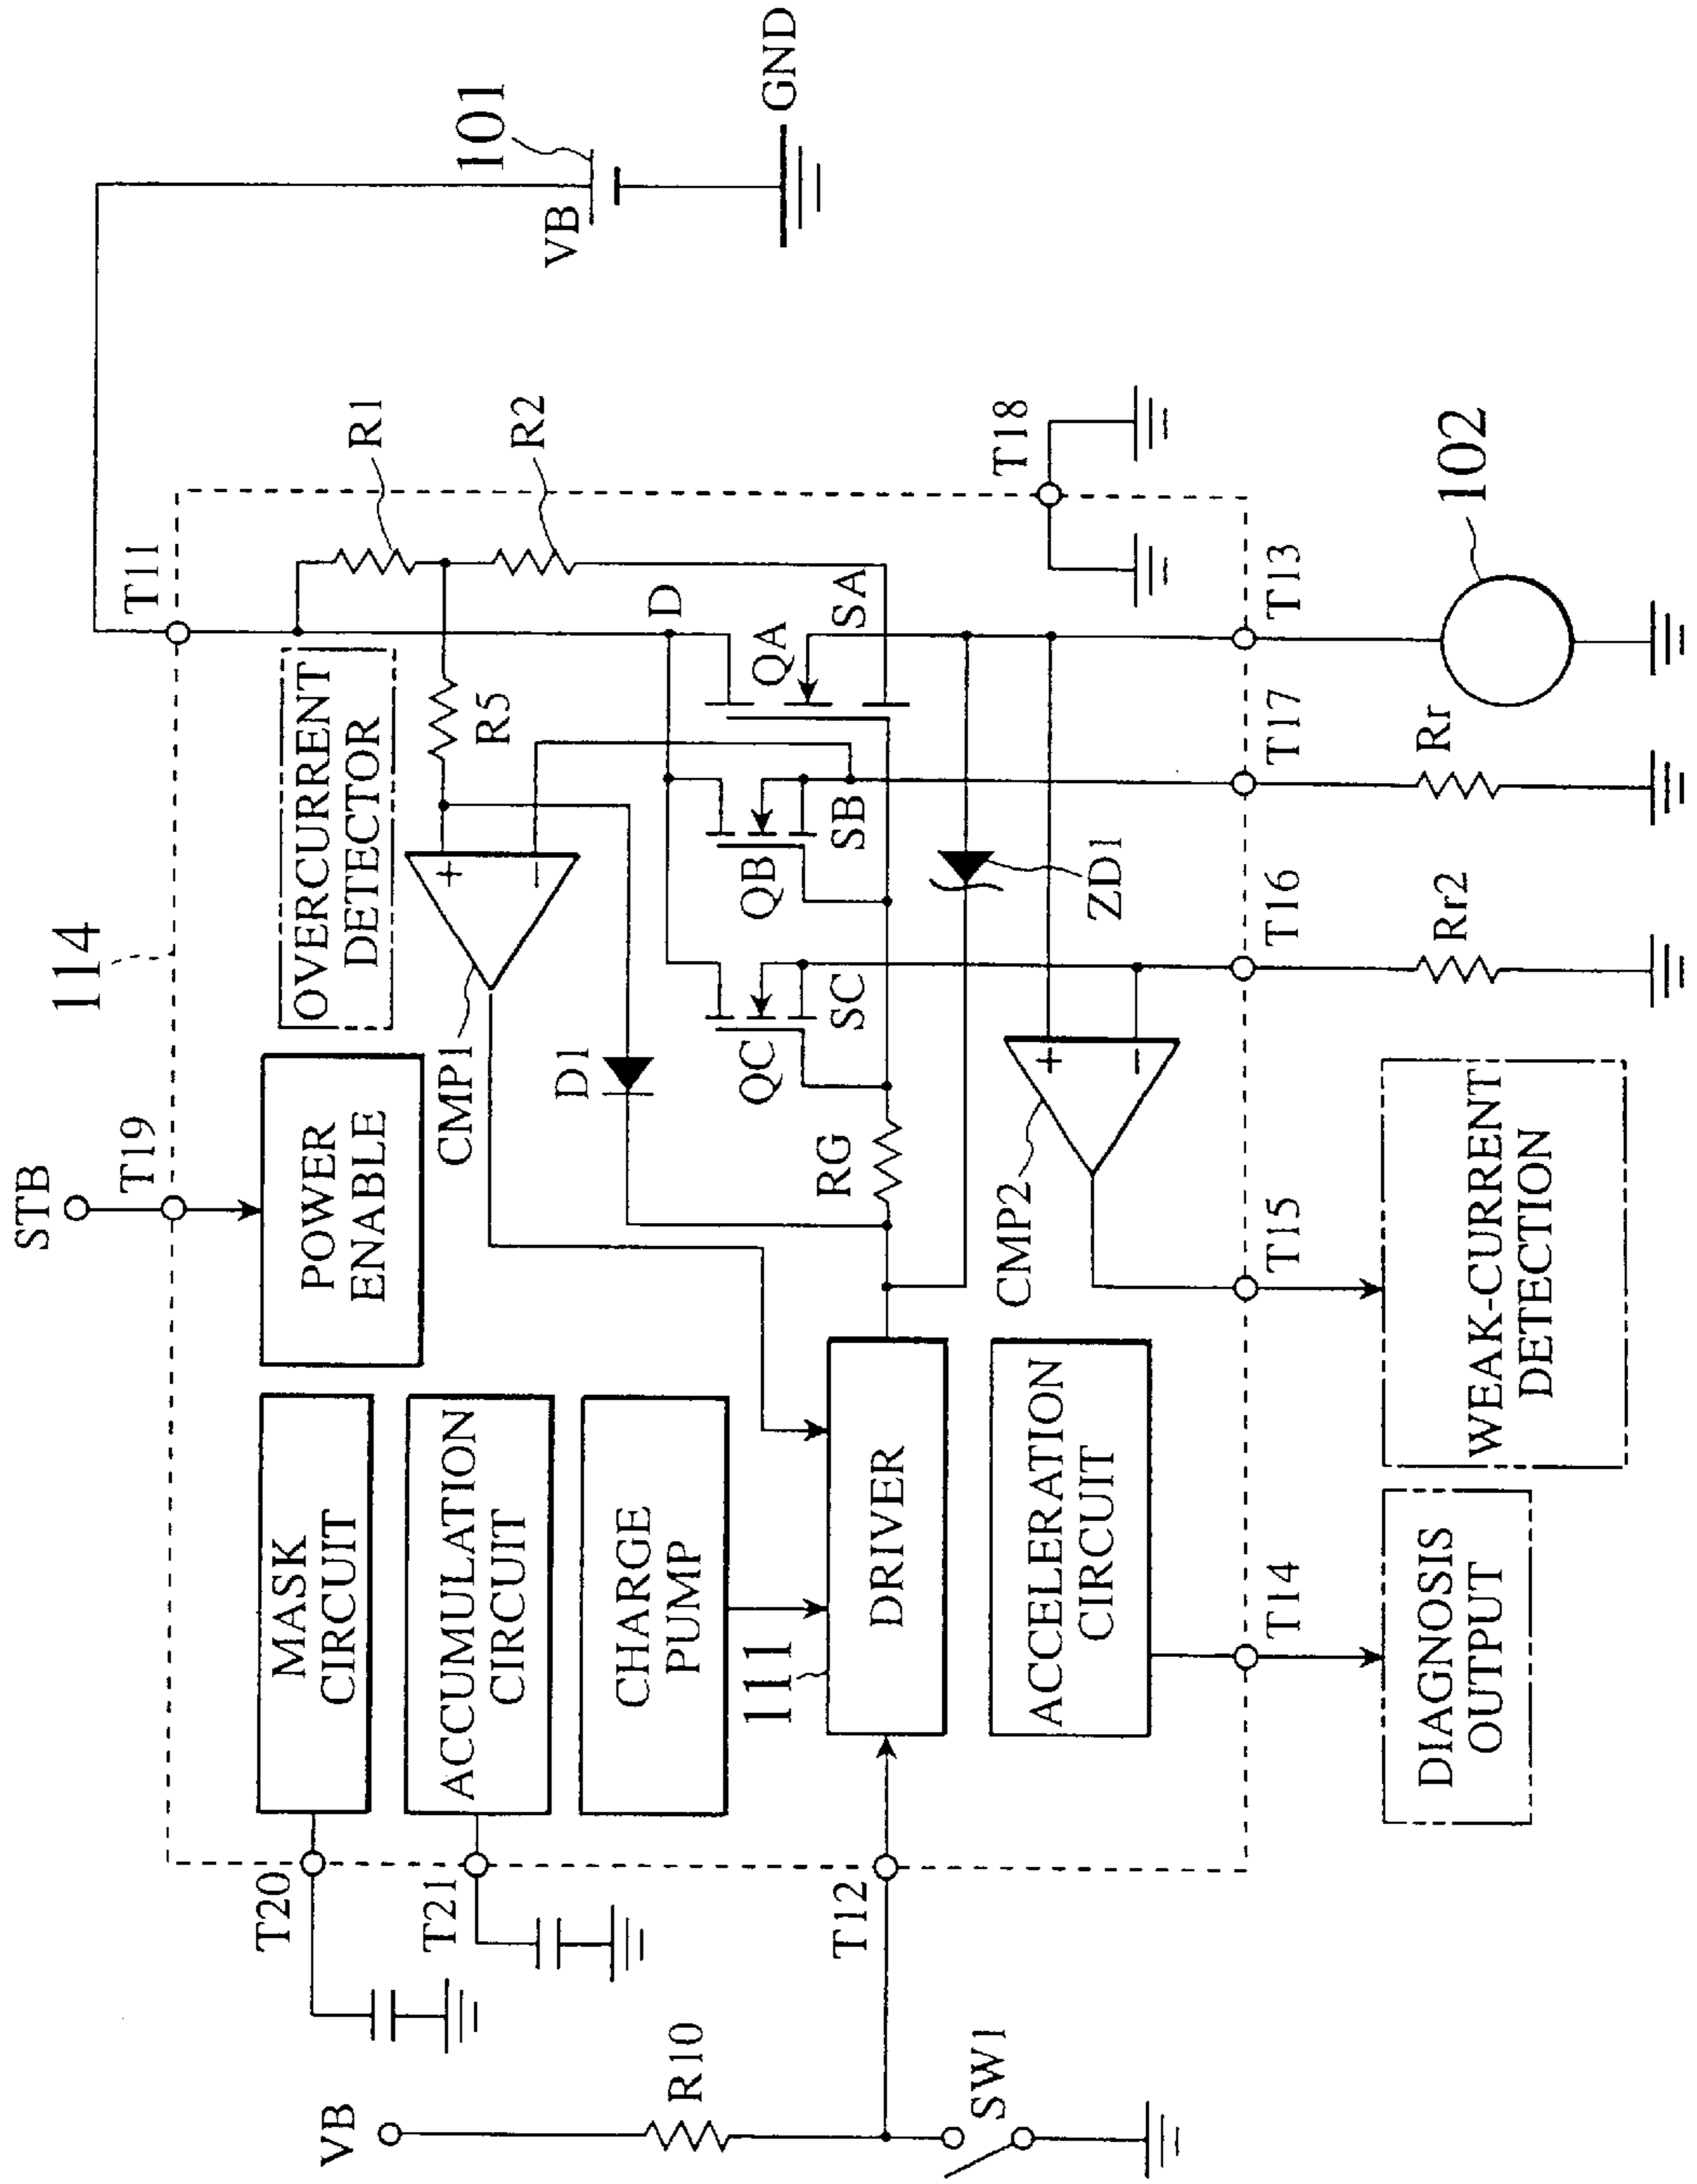 VB
R10
SW1
T20
T21
T12
MASK
CIRCUIT
ACCUMULATION
CIRCUIT
CHARGE
PUMP
111
DRIVER
ACCELERATION
CIRCUIT
T14
DIAGNOSIS
OUTPUT
STB
T19
POWER
ENABLE
114
OVERCURRENT
DETECTOR
CMP1
+
−
D1
RG
R5
QC
SC
QB
SB
QA
SA
D
ZD1
CMP2
+
−
T15
WEAK-CURRENT
DETECTION
T16
Rr2
T17
Rr
T13
102
T18
T11
R1
R2
101
VB
GND